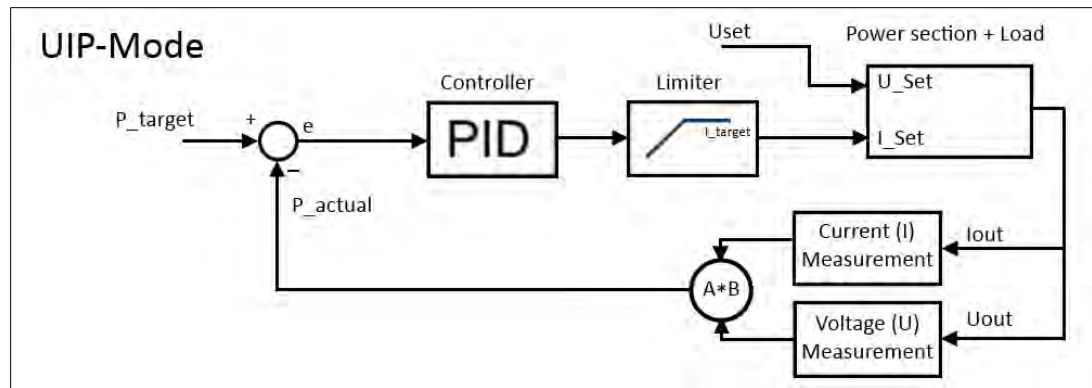 UIP-Mode
Uset
Power section + Load
Controller
Limiter
U_Set
P_target
+
e
PID
I_target
I_Set
–
P_actual
Current (I)
Measurement
Iout
A*B
Voltage (U)
Measurement
Uout